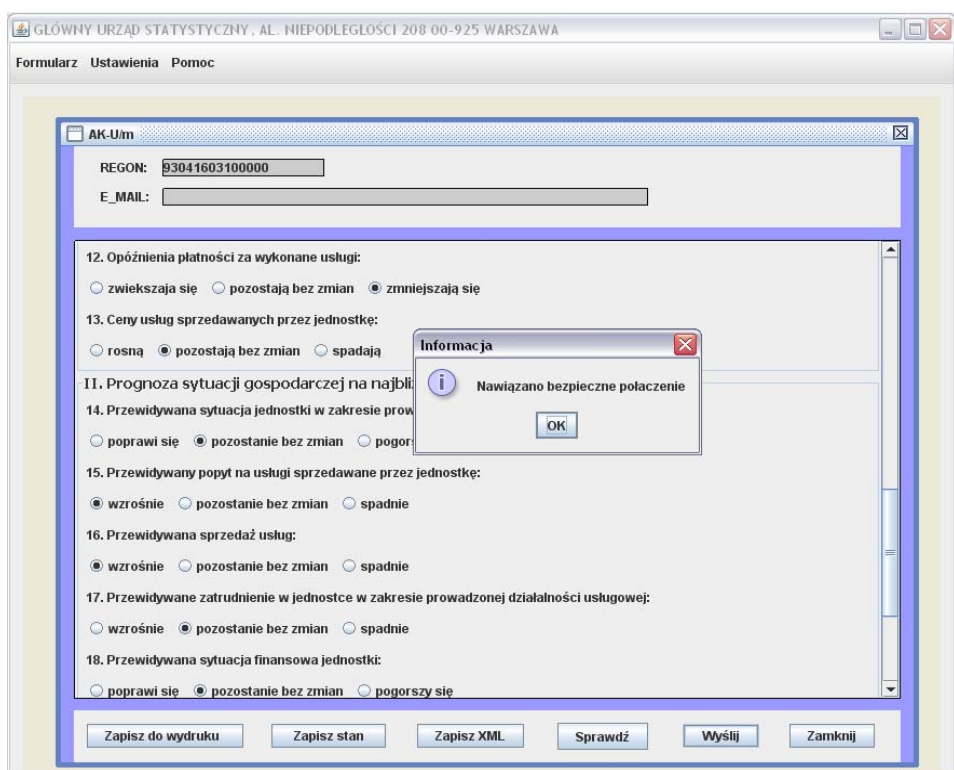 GLÓWNY URZĄD STATYSTYCZNY , AL. NIEPODLEGLOŚCI 208 00-925 WARSZAWA
Formularz Ustawienia Pomoc
AK-U/m
REGON: 93041603100000
E_MAIL:
12. Opóźnienia płatności za wykonane usługi:
zwiekszaja się pozostają bez zmian zmniejszają się
13. Ceny usług sprzedawanych przez jednostkę:
rosną pozostają bez zmian spadają
Informacja
Nawiązano bezpieczne połaczenie
OK
II. Prognoza sytuacji gospodarczej na najbli
14. Przewidywana sytuacja jednostki w zakresie prow
poprawi się pozostanie bez zmian pogors
15. Przewidywany popyt na usługi sprzedawane przez jednostkę:
wzrośnie pozostanie bez zmian spadnie
16. Przewidywana sprzedaż usług:
wzrośnie pozostanie bez zmian spadnie
17. Przewidywane zatrudnienie w jednostce w zakresie prowadzonej działalności usługowej:
wzrośnie pozostanie bez zmian spadnie
18. Przewidywana sytuacja finansowa jednostki:
poprawi się pozostanie bez zmian pogorszy się
Zapisz do wydruku Zapisz stan Zapisz XML Sprawdź Wyślij Zamknij